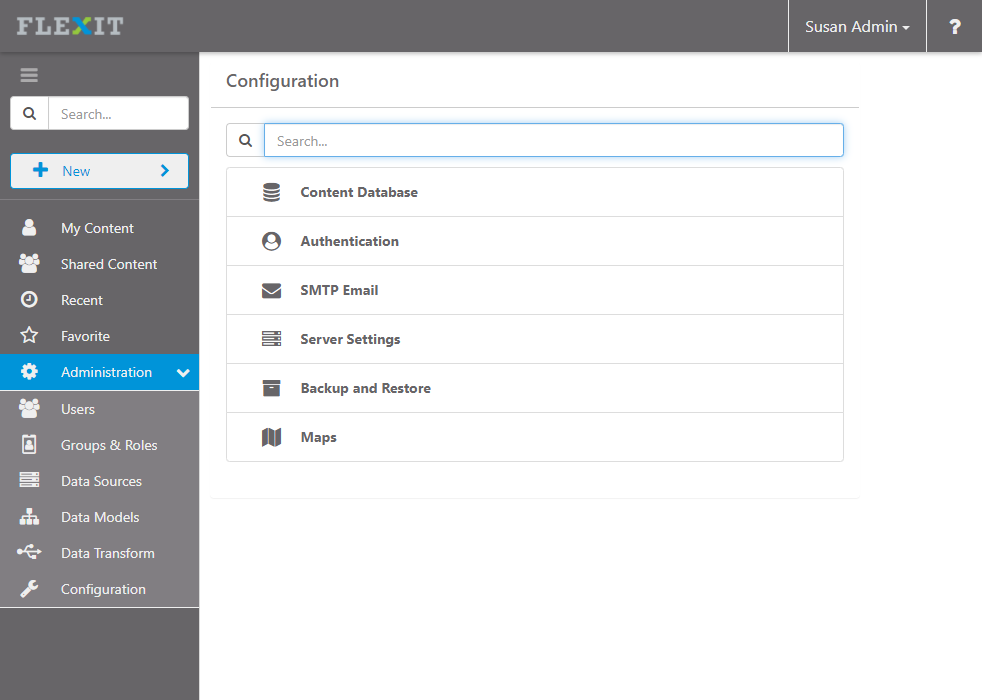 FLEXIT
Susan Admin
?
Search...
New
My Content
Shared Content
Recent
Favorite
Administration
Users
Groups & Roles
Data Sources
Data Models
Data Transform
Configuration
Configuration
Search...
Content Database
Authentication
SMTP Email
Server Settings
Backup and Restore
Maps